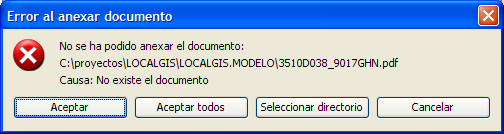 Error al anexar documento
No se ha podido anexar el documento:
C:\proyectos\LOCALGIS\LOCALGIS.MODELO\3510D038_9017GHN.pdf
Causa: No existe el documento
Aceptar
Aceptar todos
Seleccionar directorio
Cancelar